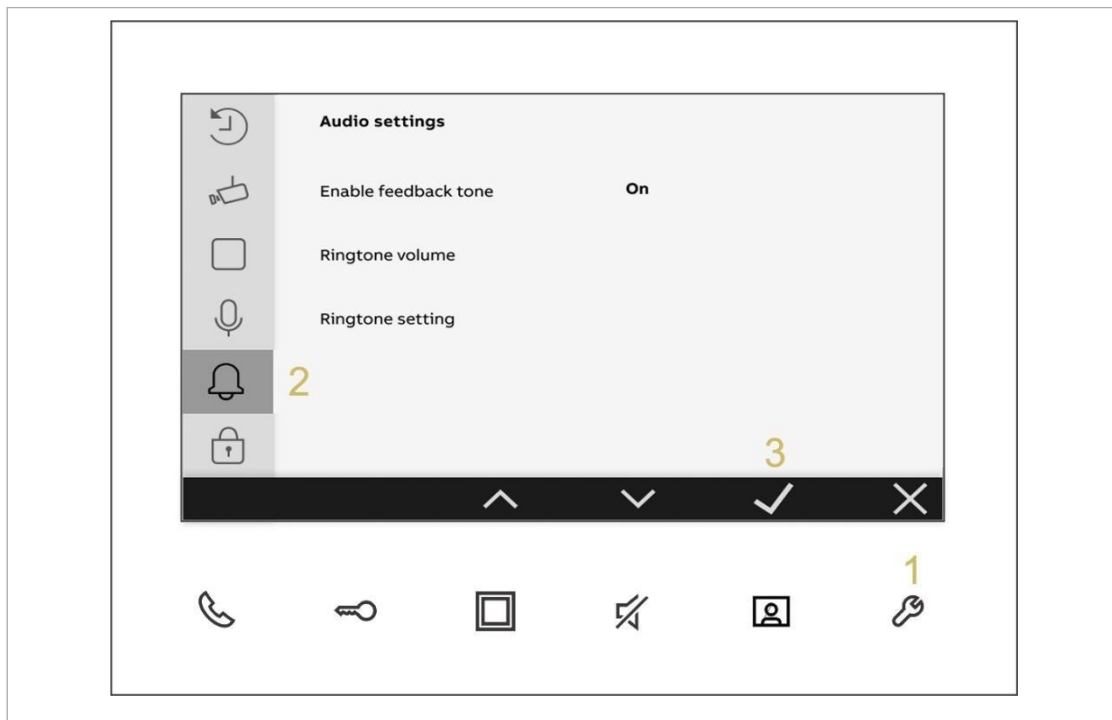 Audio settings
Enable feedback tone On
Ringtone volume
Ringtone setting
2
3
1